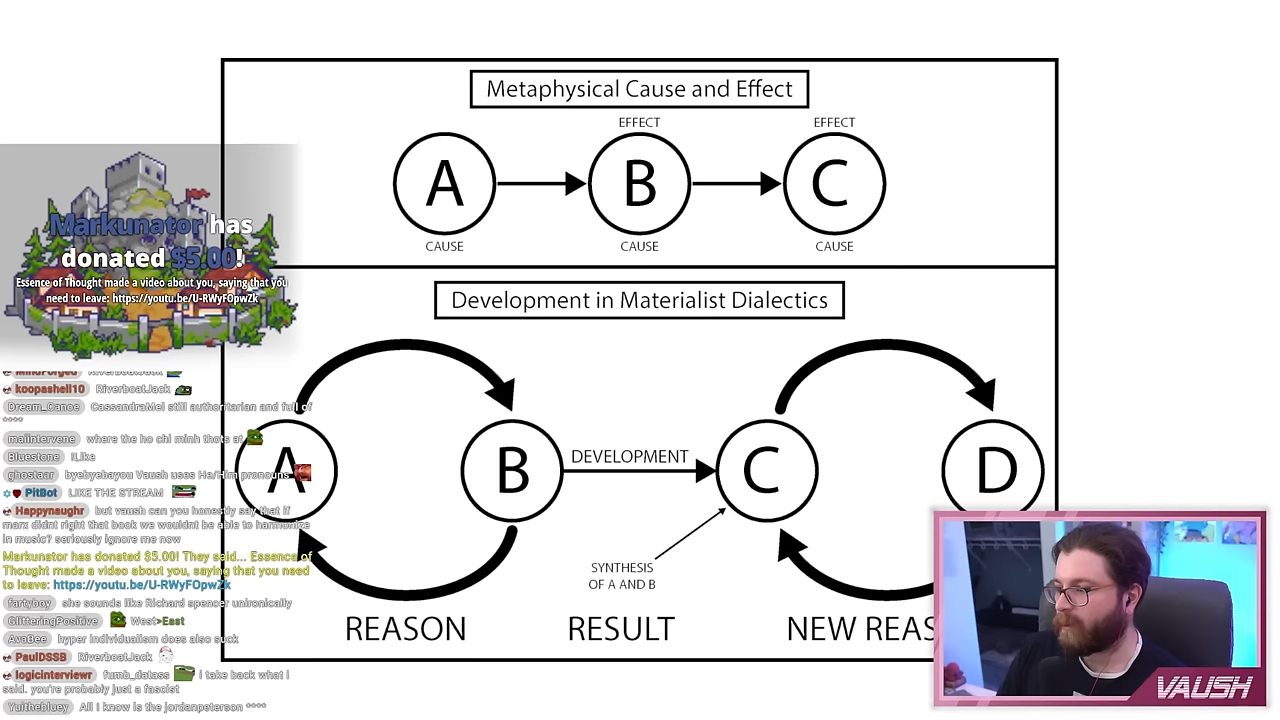 Metaphysical Cause and Effect
EFFECT
EFFECT
A
B
C
CAUSE
CAUSE
CAUSE
Development in Materialist Dialectics
A
B
DEVELOPMENT
C
D
SYNTHESIS
OF A AND B
REASON
RESULT
NEW REAS
Markunator has
donated $5.00!
Essence of Thought made a video about you, saying that you
need to leave: https://youtu.be/U-RWyFOpwZk
MindForged RiverboatJack
koopashell10 RiverboatJack
Dream_Canoe CassandraMel still authoritarian and full of
****
maiintervene where the ho chi minh thots at
Bluestone !Like
ghostaar byebyebayou Vaush uses He/Him pronouns
PitBot LIKE THE STREAM
Happynaughr but vaush can you honestly say that if
marx didnt right that book we wouldnt be able to harmonize
in music? seriously ignore me now
Markunator has donated $5.00! They said... Essence of
Thought made a video about you, saying that you need
to leave: https://youtu.be/U-RWyFOpwZk
fartyboy she sounds like Richard spencer unironically
GlitteringPositive West>East
AvaBee hyper individualism does also suck
PaulDSSB RiverboatJack
logicinterviewr fumb_datass i take back what i
said. you're probably just a fascist
Yuithebluey All I know is the jordanpeterson ****
VAUSH